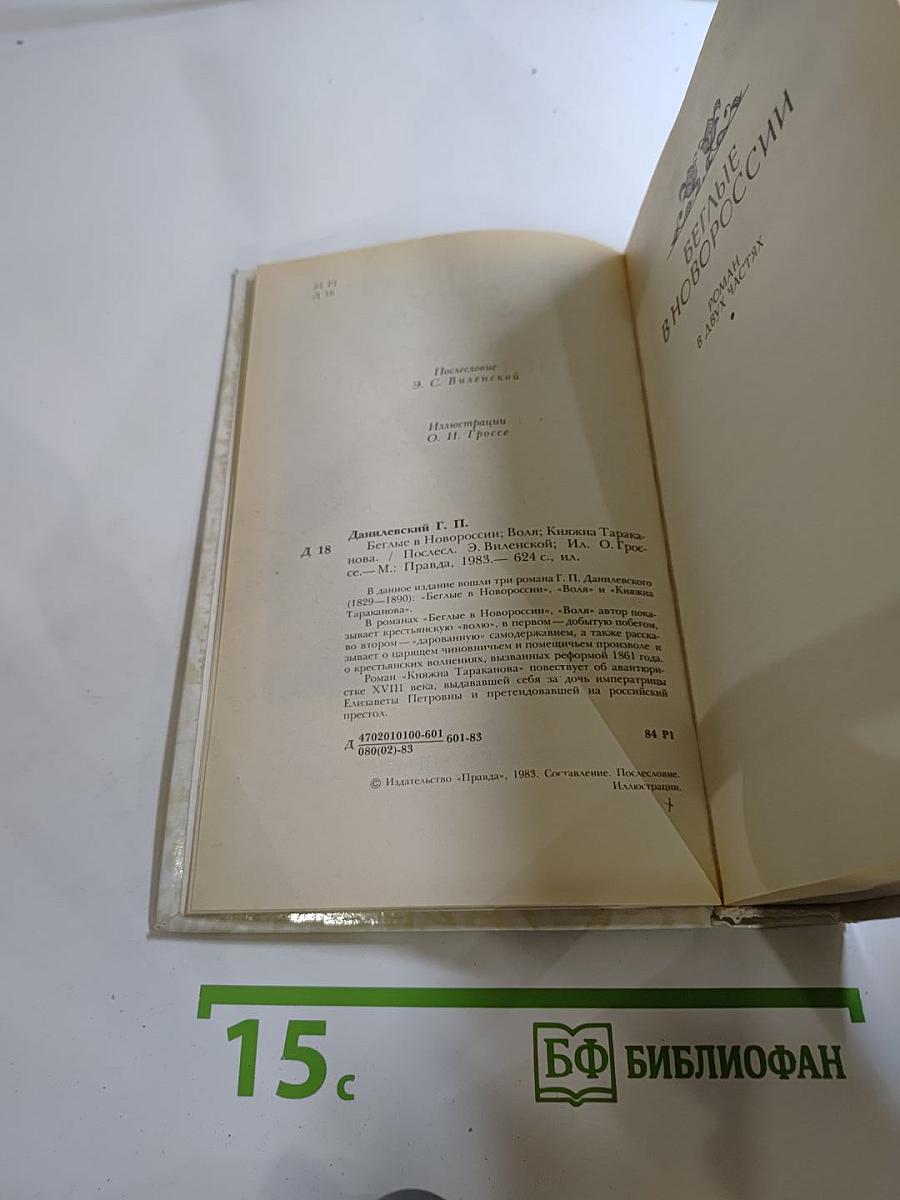 84 Р1
Д 18
Послесловие
Э. С. Виленской
Иллюстрации
О. И. Гроссе
Данилевский Г. П.
Д 18
Беглые в Новороссии; Воля; Княжна Тарака-
нова. / Послесл. Э. Виленской; Ил. О. Грос-
се.— М.: Правда, 1983.— 624 с., ил.
В данное издание вошли три романа Г. П. Данилевского
(1829—1890): «Беглые в Новороссии», «Воля» и «Княжна
Тараканова».
В романах «Беглые в Новороссии», «Воля» автор пока-
зывает крестьянскую «волю», в первом — добытую побегом,
во втором — «дарованную» самодержавием, а также расска-
зывает о царящем чиновничьем и помещичьем произволе и
о крестьянских волнениях, вызванных реформой 1861 года.
Роман «Княжна Тараканова» повествует об авантюри-
стке XVIII века, выдававшей себя за дочь императрицы
Елизаветы Петровны и претендовавшей на российский
престол.
Д 4702010100-601 601-83
080(02)-83
84 Р1
© Издательство «Правда», 1983. Составление. Послесловие.
Иллюстрации.
БЕГЛЫЕ
В НОВОРОССИИ
РОМАН
В ДВУХ ЧАСТЯХ
15 с
БФ БИБЛИОФАН